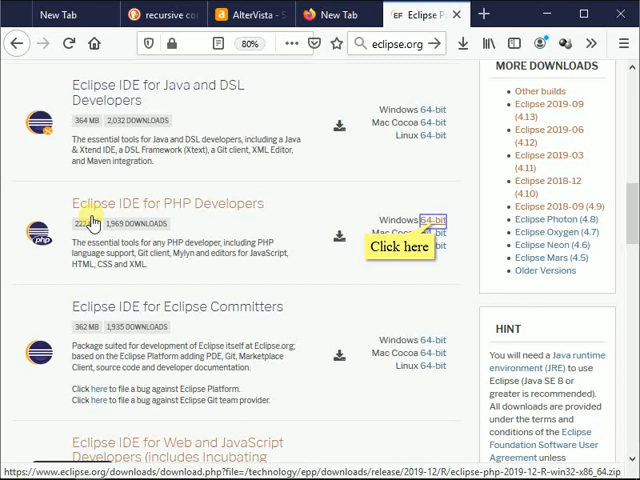 New Tab
recursive co
AlterVista - S
New Tab
Eclipse P
80%
eclipse.org
Eclipse IDE for Java and DSL
Developers
364 MB
2,032 DOWNLOADS
The essential tools for Java and DSL developers, including a Java
& Xtend IDE, a DSL Framework (Xtext), a Git client, XML Editor,
and Maven integration.
Windows 64-bit
Mac Cocoa 64-bit
Linux 64-bit
Eclipse IDE for PHP Developers
1,969 DOWNLOADS
The essential tools for any PHP developer, including PHP
language support, Git client, Mylyn and editors for JavaScript,
HTML, CSS and XML.
php
Windows 64-bit
Click here
Eclipse IDE for Eclipse Committers
362 MB
1,935 DOWNLOADS
Package suited for development of Eclipse itself at Eclipse.org;
based on the Eclipse Platform adding PDE, Git, Marketplace
Client, source code and developer documentation.
Click here to file a bug against Eclipse Platform.
Click here to file a bug against Eclipse Git team provider.
Windows 64-bit
Mac Cocoa 64-bit
Linux 64-bit
Eclipse IDE for Web and JavaScript
Developers (includes Incubating
MORE DOWNLOADS
Other builds
Eclipse 2019-09
(4.13)
Eclipse 2019-06
(4.12)
Eclipse 2019-03
(4.11)
Eclipse 2018-12
(4.10)
Eclipse 2018-09 (4.9)
Eclipse Photon (4.8)
Eclipse Oxygen (4.7)
Eclipse Neon (4.6)
Eclipse Mars (4.5)
Older Versions
HINT
You will need a Java runtime
environment (JRE) to use
Eclipse (Java SE 8 or
greater is recommended).
All downloads are provided
under the terms and
conditions of the Eclipse
Foundation Software User
Agreement unless
https://www.eclipse.org/downloads/download.php?file=/technology/epp/downloads/release/2019-12/R/eclipse-php-2019-12-R-win32-x86_64.zip